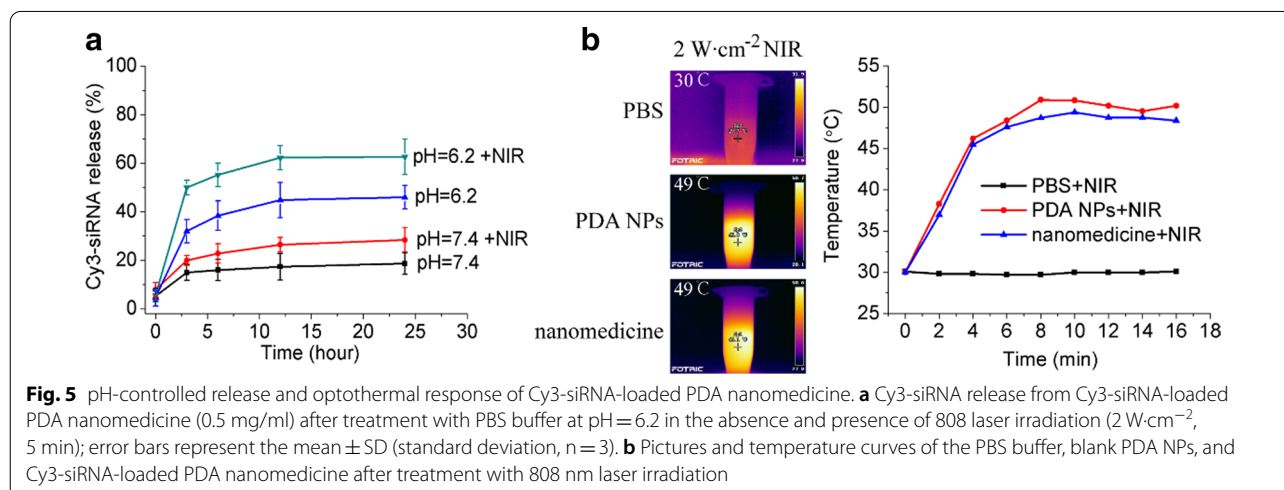 a
Cy3-siRNA release (%)
100
80
60
40
20
0
0
5
10
15
20
25
30
Time (hour)
pH=6.2 +NIR
pH=6.2
pH=7.4 +NIR
pH=7.4
b
2 W·cm⁻² NIR
PBS
30 C
FOTRIC
PDA NPs
49 C
FOTRIC
nanomedicine
49 C
FOTRIC
Temperature (°C)
55
50
45
40
35
30
25
0
2
4
6
8
10
12
14
16
18
Time (min)
PBS+NIR
PDA NPs+NIR
nanomedicine+NIR
Fig. 5 pH-controlled release and optothermal response of Cy3-siRNA-loaded PDA nanomedicine. a Cy3-siRNA release from Cy3-siRNA-loaded
PDA nanomedicine (0.5 mg/ml) after treatment with PBS buffer at pH = 6.2 in the absence and presence of 808 laser irradiation (2 W·cm⁻²,
5 min); error bars represent the mean ± SD (standard deviation, n = 3). b Pictures and temperature curves of the PBS buffer, blank PDA NPs, and
Cy3-siRNA-loaded PDA nanomedicine after treatment with 808 nm laser irradiation